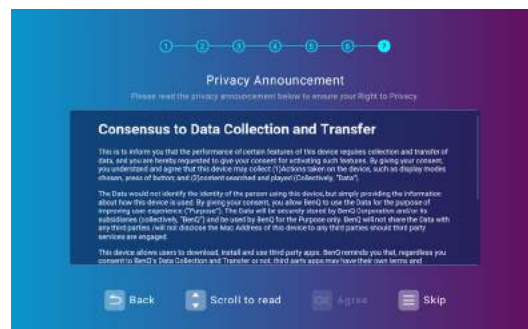 1 2 3 4 5 6 7
Privacy Announcement
Please read the privacy announcement below to ensure your Right to Privacy.
Consensus to Data Collection and Transfer
This is to inform you that the performance of certain features of this device requires collection and transfer of
data, and you are hereby requested to give your consent for activating such features. By giving your consent,
you understand and agree that this device may collect (1)Actions taken on the device, such as display modes
chosen, press of button; and (2)content searched and played (Collectively, "Data").
The Data would not identify the identity of the person using this device, but simply providing the information
about how this device is used. By giving your consent, you allow BenQ to use the Data for the purpose of
improving user experience ("Purpose"). The Data will be securely stored by BenQ Corporation and/or its
subsidiaries (collectively, "BenQ") and be used by BenQ for the Purpose only. BenQ will not share the Data with
any third parties /will not disclose the Mac Address of this device to any third parties should third party
services are engaged.
This device allows users to download, install and use third party apps. BenQ reminds you that, regardless you
consent to BenQ's Data Collection and Transfer or not, third party apps may have their own terms and
Back
Scroll to read
OK Agree
Skip